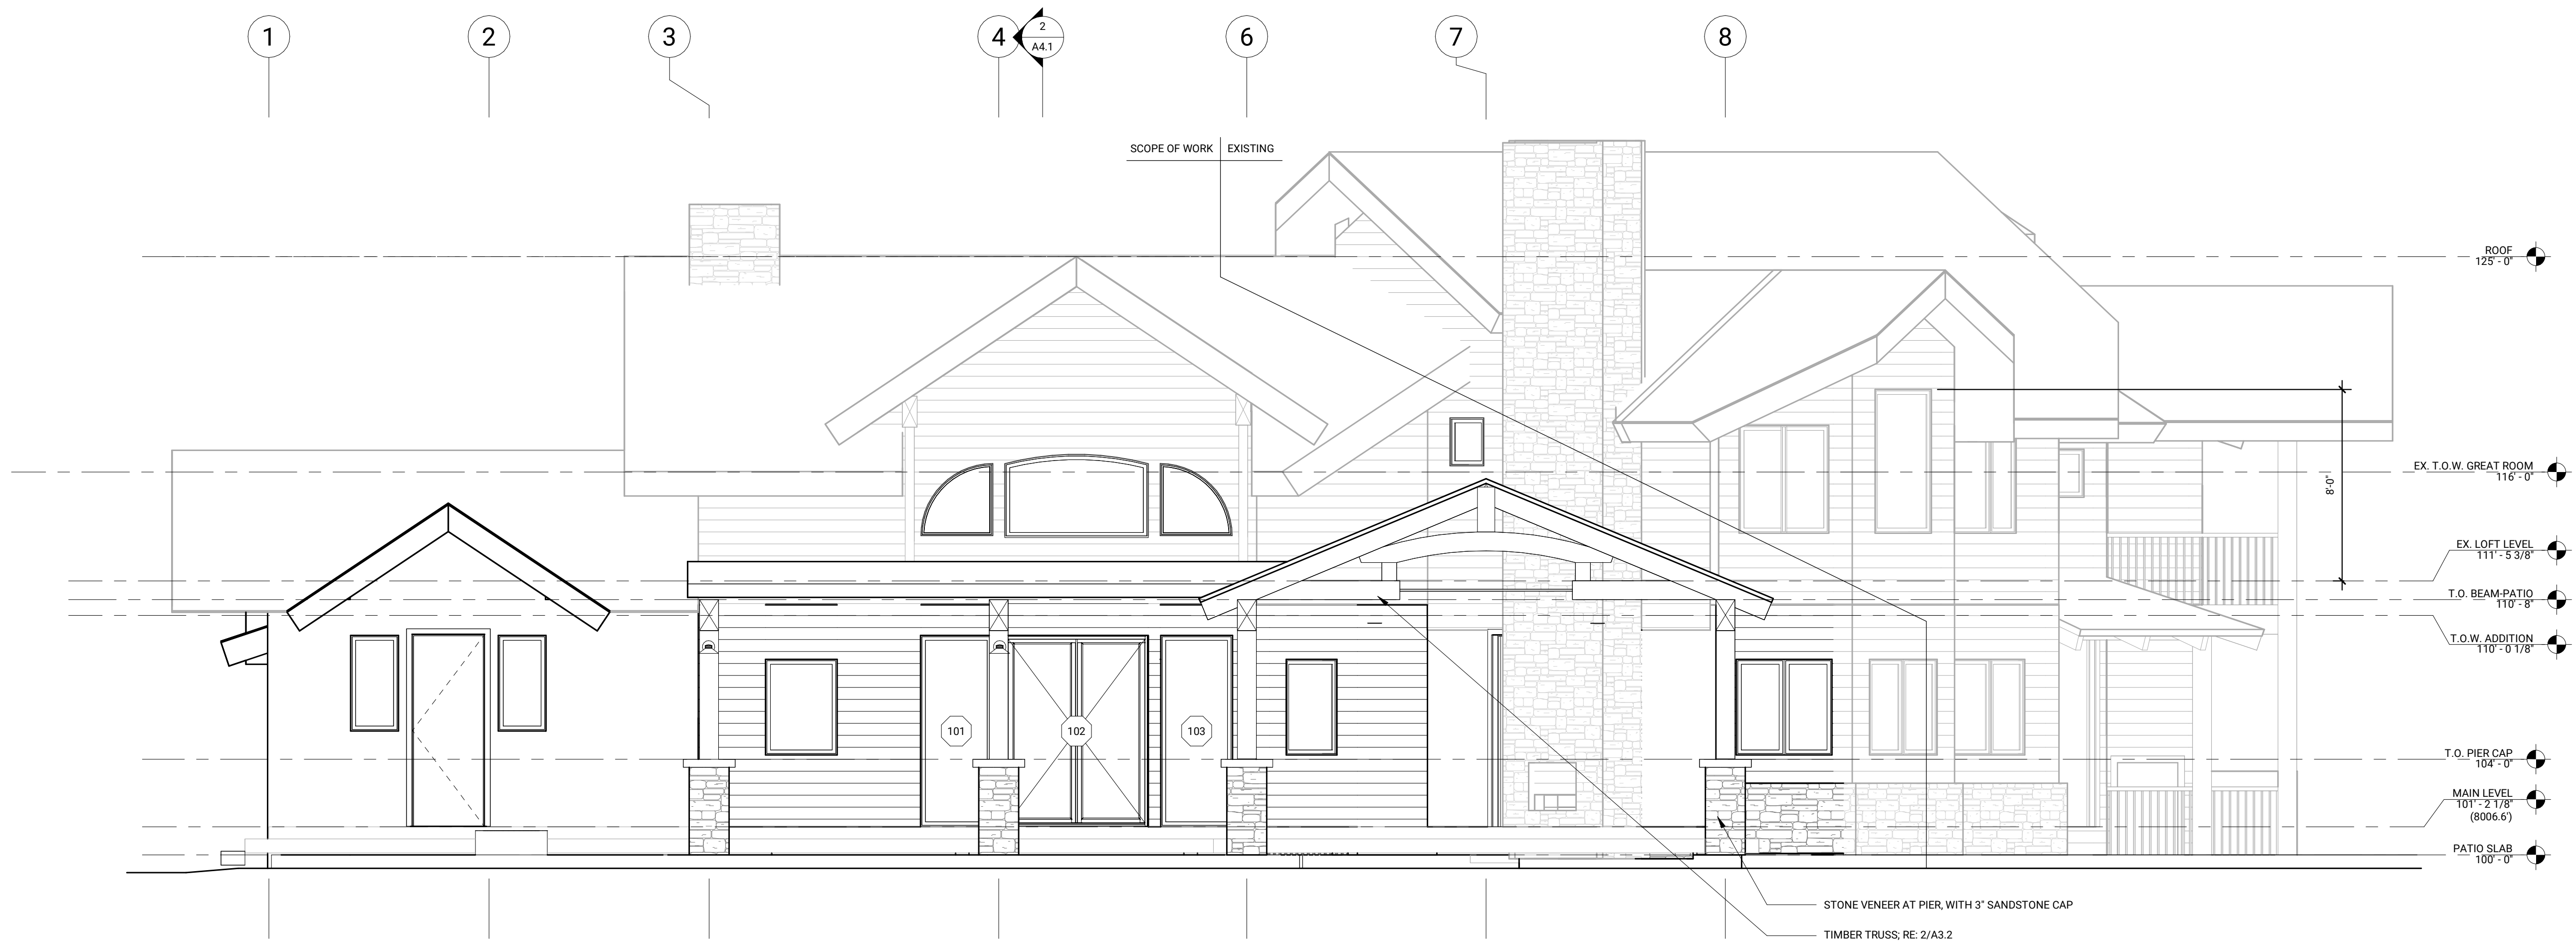 1
2
3
4
2
A4.1
6
7
8
SCOPE OF WORK
EXISTING
ROOF
125' - 0"
EX. T.O.W. GREAT ROOM
116' - 0"
8'-0"
EX. LOFT LEVEL
111' - 5 3/8"
T.O. BEAM-PATIO
110' - 8"
T.O.W. ADDITION
110' - 0 1/8"
101
102
103
T.O. PIER CAP
104' - 0"
MAIN LEVEL
101' - 2 1/8"
(8006.6')
PATIO SLAB
100' - 0"
STONE VENEER AT PIER, WITH 3" SANDSTONE CAP
TIMBER TRUSS; RE: 2/A3.2